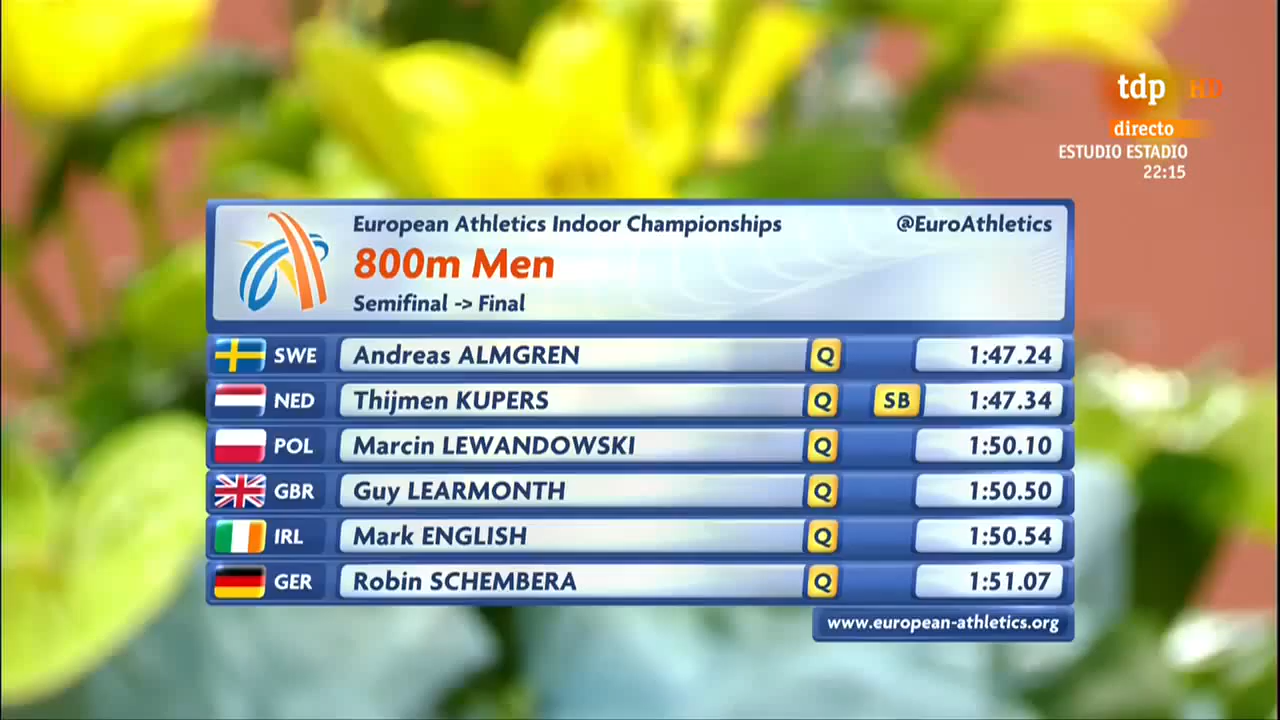 tdp HD
directo
ESTUDIO ESTADIO
22:15
European Athletics Indoor Championships @EuroAthletics
800m Men
Semifinal -> Final
SWE Andreas ALMGREN Q 1:47.24
NED Thijmen KUPERS Q SB 1:47.34
POL Marcin LEWANDOWSKI Q 1:50.10
GBR Guy LEARMONTH Q 1:50.50
IRL Mark ENGLISH Q 1:50.54
GER Robin SCHEMBERA Q 1:51.07
www.european-athletics.org